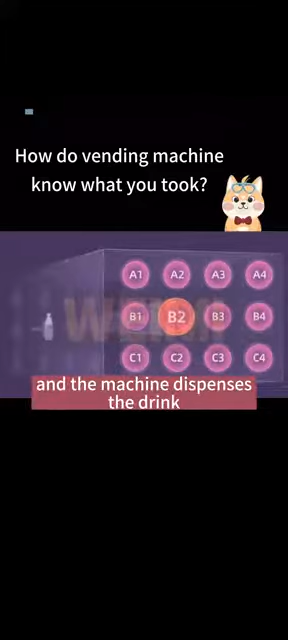 How do vending machine
know what you took?
A1 A2 A3 A4
B1 B2 B3 B4
C1 C2 C3 C4
and the machine dispenses
the drink